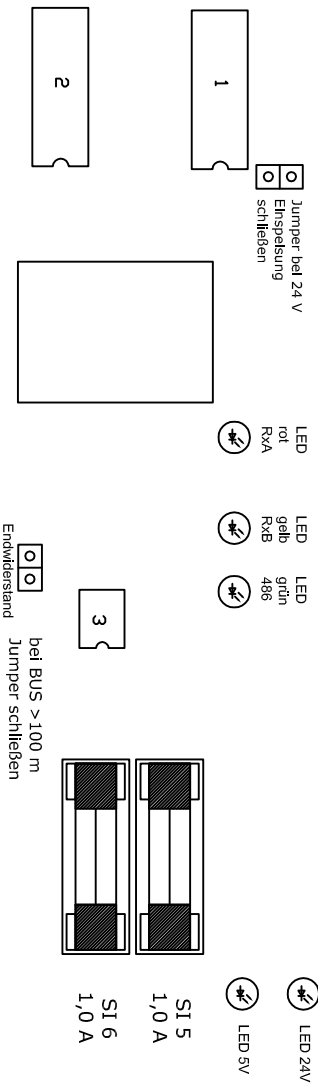 LED 24V
LED 5V
Jumper bei 24 V
Einspeisung
schließen
LED
rot
RxA
LED
gelb
RxB
LED
grün
486
1
2
3
SI 5
1,0 A
SI 6
1,0 A
Endwiderstand
bei BUS >100 m
Jumper schließen